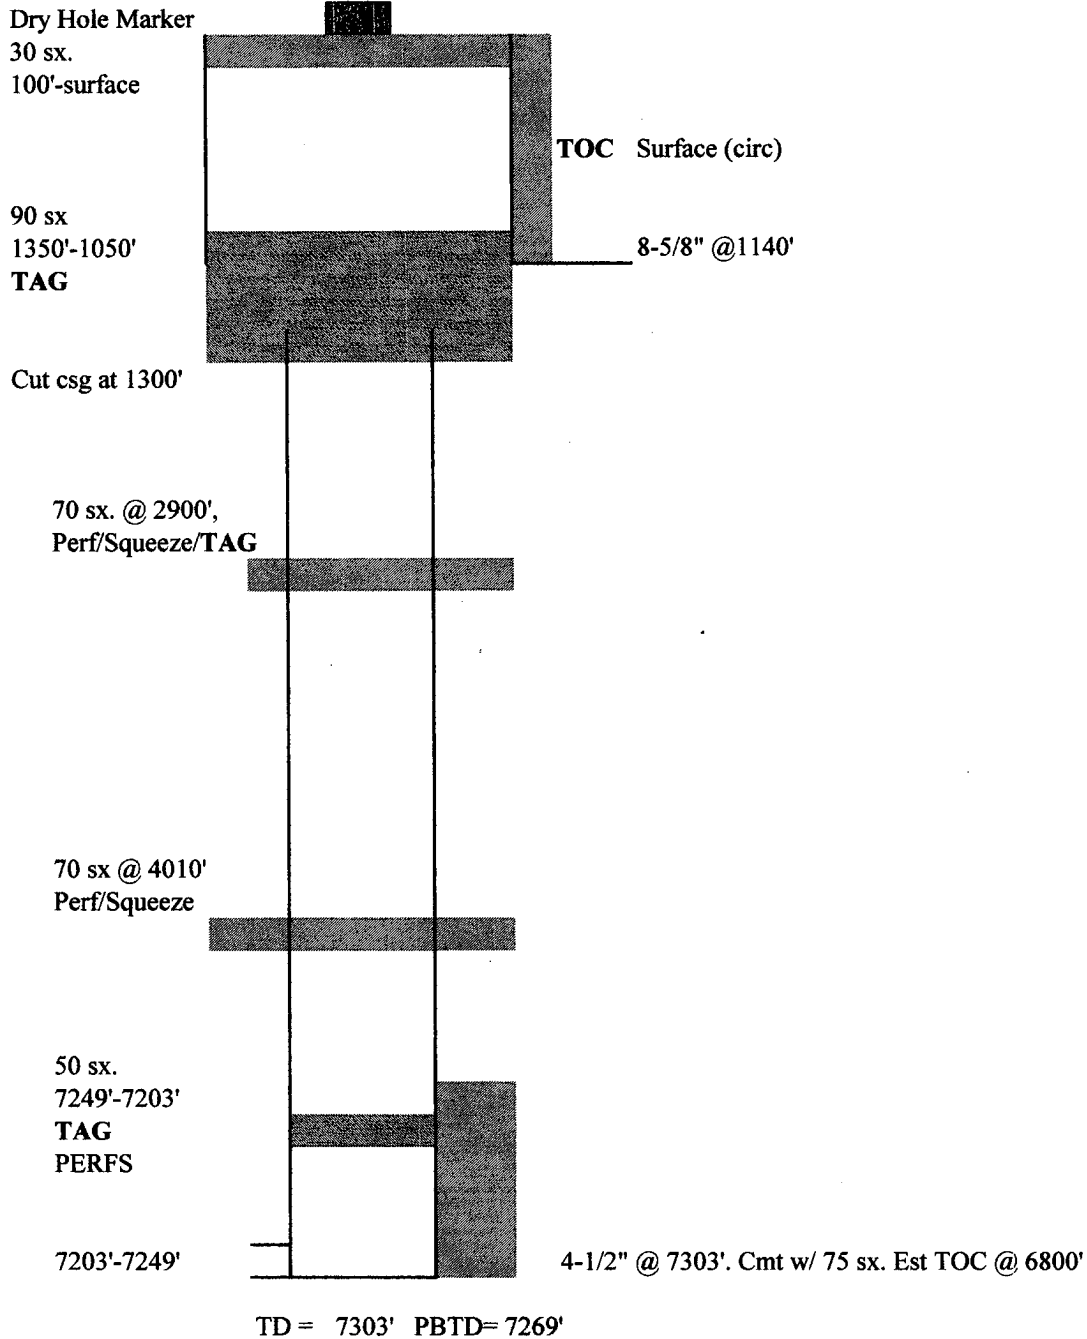 Dry Hole Marker
30 sx.
100'-surface
TOC Surface (circ)
90 sx
1350'-1050'
TAG
8-5/8" @1140'
Cut csg at 1300'
70 sx. @ 2900',
Perf/Squeeze/TAG
70 sx @ 4010'
Perf/Squeeze
50 sx.
7249'-7203'
TAG
PERFS
7203'-7249'
4-1/2" @ 7303'. Cmt w/ 75 sx. Est TOC @ 6800'
TD = 7303' PBTD= 7269'